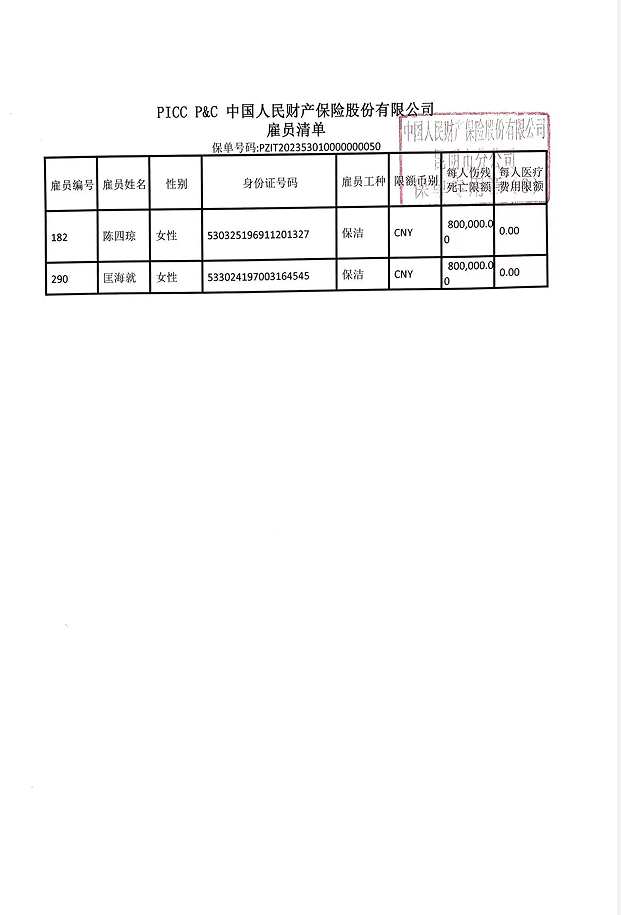 PICC P&C 中国人民财产保险股份有限公司
雇员清单
保单号码:PZIT202353010000000050
中国人民财产保险股份有限公司
昆明市分公司
雇员编号 雇员姓名 性别 身份证号码 雇员工种 限额币别 每人伤残死亡限额 每人医疗费用限额
182 陈四琼 女性 530325196911201327 保洁 CNY 800,000.00 0.00
290 匡海就 女性 533024197003164545 保洁 CNY 800,000.00 0.00